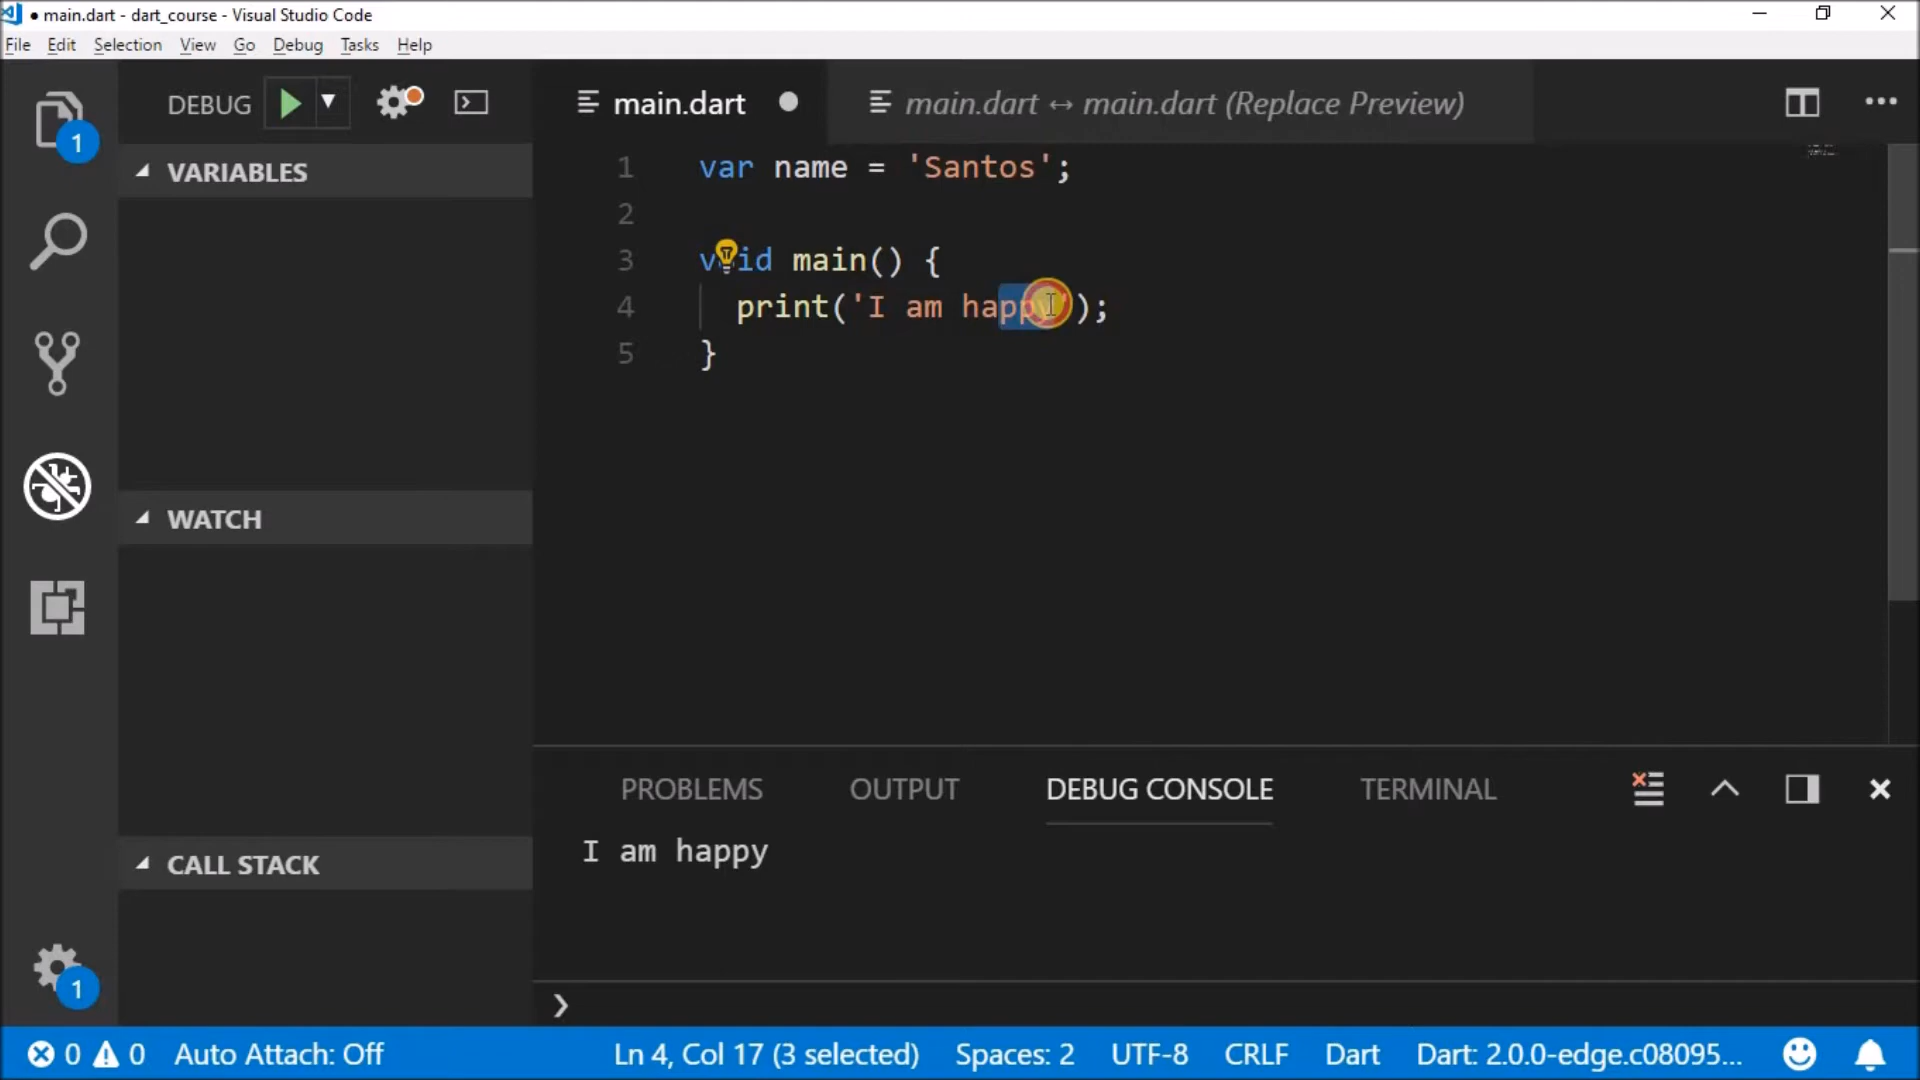 ● main.dart - dart_course - Visual Studio Code
File Edit Selection View Go Debug Tasks Help
DEBUG
main.dart ●
main.dart ↔ main.dart (Replace Preview)
1
VARIABLES
1 var name = 'Santos';
2
3 void main() {
4 print('I am happy');
5 }
WATCH
PROBLEMS OUTPUT DEBUG CONSOLE TERMINAL
I am happy
CALL STACK
1
❯
0 0 Auto Attach: Off Ln 4, Col 17 (3 selected) Spaces: 2 UTF-8 CRLF Dart Dart: 2.0.0-edge.c08095...